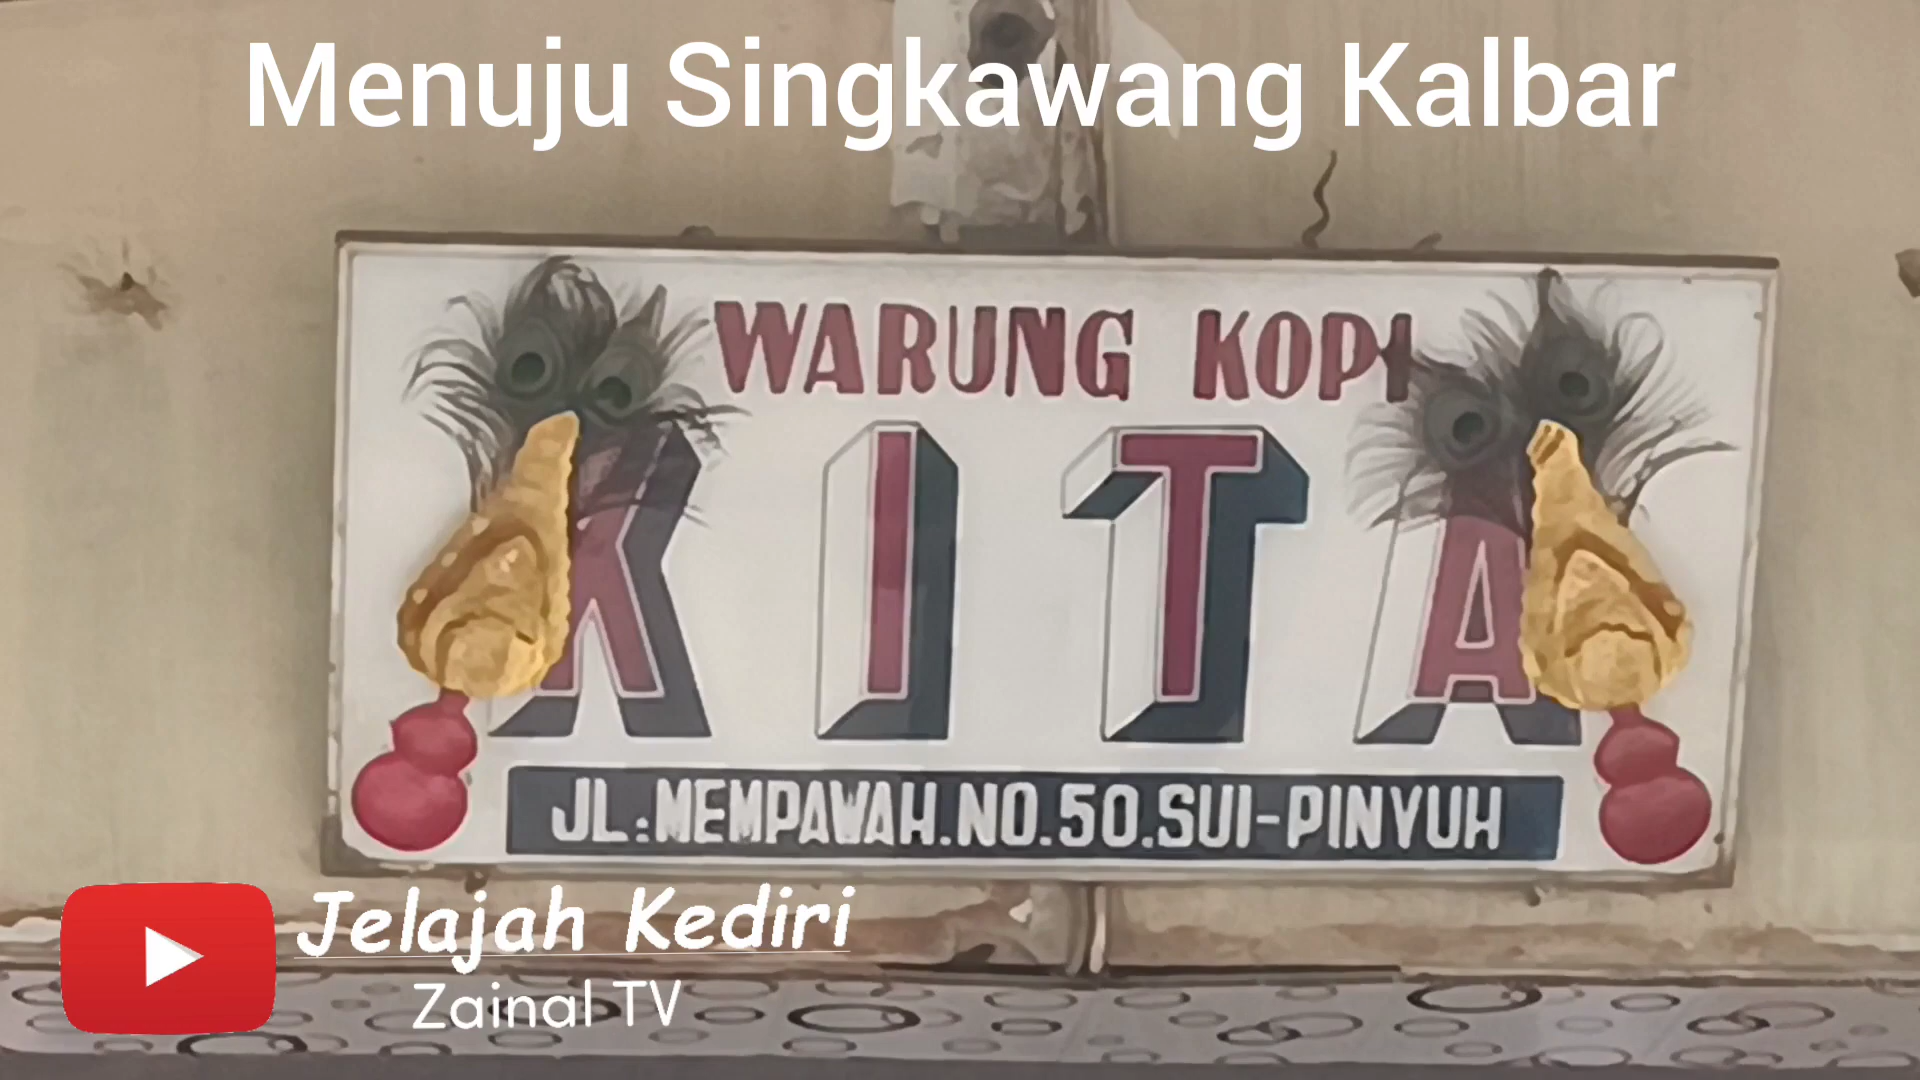 Menuju Singkawang Kalbar
WARUNG KOPI
KITA
JL:MEMPAWAH.NO.50.SUI-PINYUH
Jelajah Kediri
Zainal TV